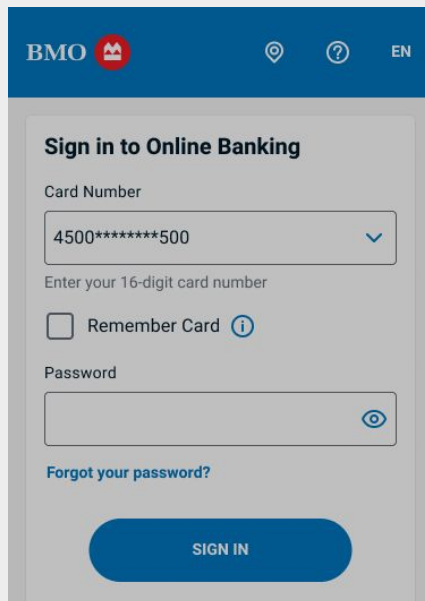 BMO EN
Sign in to Online Banking
Card Number
4500********500
Enter your 16-digit card number
Remember Card
Password
Forgot your password?
SIGN IN